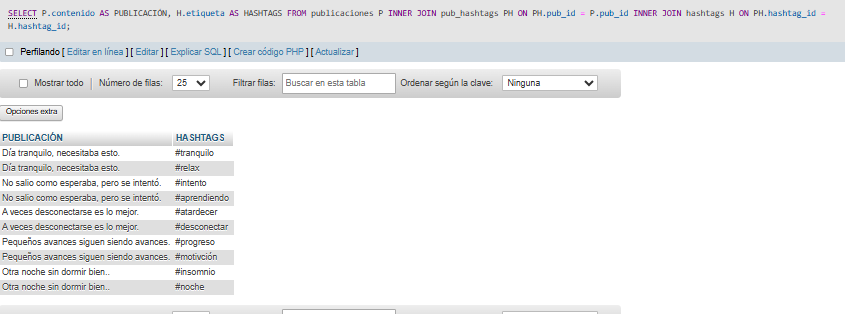 SELECT P.contenido AS PUBLICACIÓN, H.etiqueta AS HASHTAGS FROM publicaciones P INNER JOIN pub_hashtags PH ON PH.pub_id = P.pub_id INNER JOIN hashtags H ON PH.hashtag_id =
H.hashtag_id;
Perfilando [ Editar en línea ] [ Editar ] [ Explicar SQL ] [ Crear código PHP ] [ Actualizar ]
Mostrar todo Número de filas: 25 Filtrar filas: Buscar en esta tabla Ordenar según la clave: Ninguna
Opciones extra
PUBLICACIÓN HASHTAGS
Día tranquilo, necesitaba esto. #tranquilo
Día tranquilo, necesitaba esto. #relax
No salio como esperaba, pero se intentó. #intento
No salio como esperaba, pero se intentó. #aprendiendo
A veces desconectarse es lo mejor. #atardecer
A veces desconectarse es lo mejor. #desconectar
Pequeños avances siguen siendo avances. #progreso
Pequeños avances siguen siendo avances. #motivción
Otra noche sin dormir bien.. #insomnio
Otra noche sin dormir bien.. #noche